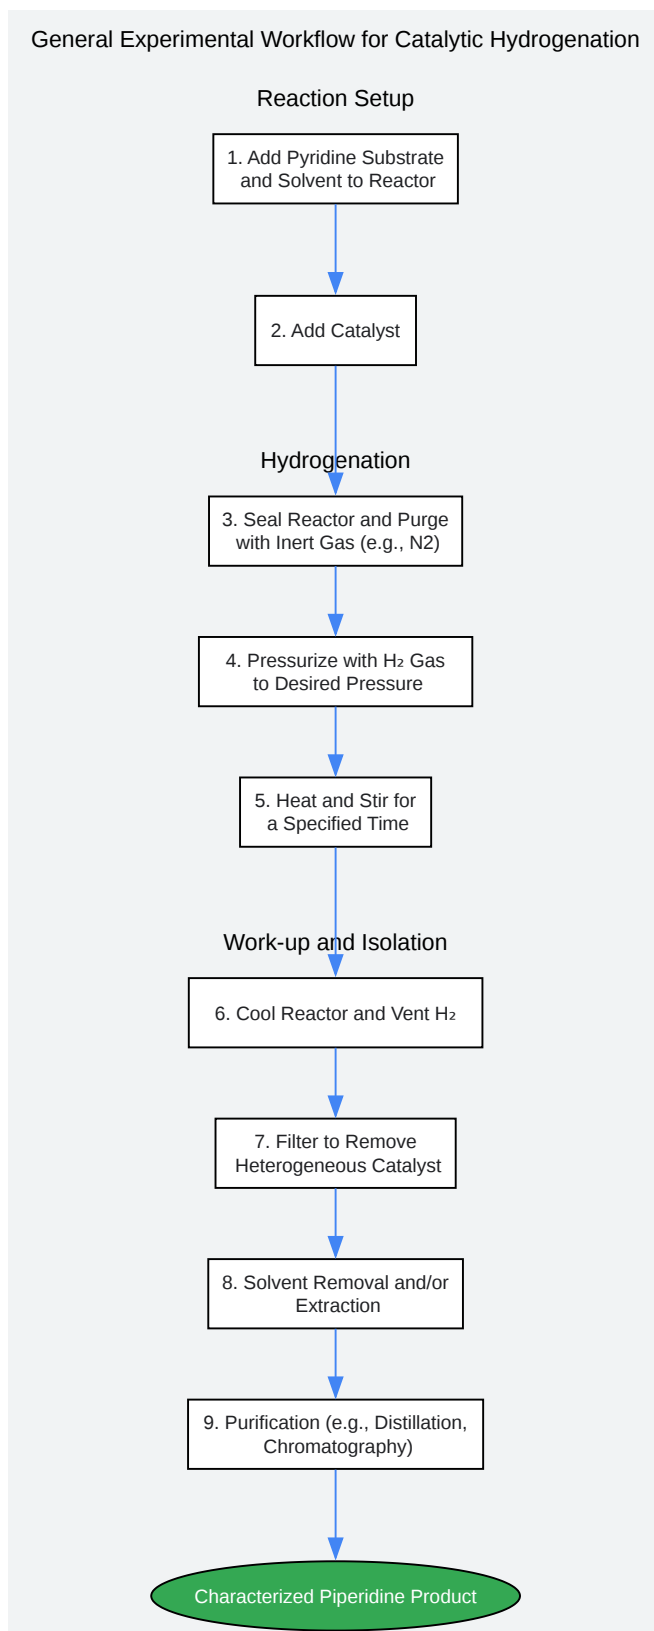 General Experimental Workflow for Catalytic Hydrogenation
Reaction Setup
1. Add Pyridine Substrate
and Solvent to Reactor
2. Add Catalyst
Hydrogenation
3. Seal Reactor and Purge
with Inert Gas (e.g., N2)
4. Pressurize with H₂ Gas
to Desired Pressure
5. Heat and Stir for
a Specified Time
Work-up and Isolation
6. Cool Reactor and Vent H₂
7. Filter to Remove
Heterogeneous Catalyst
8. Solvent Removal and/or
Extraction
9. Purification (e.g., Distillation,
Chromatography)
Characterized Piperidine Product